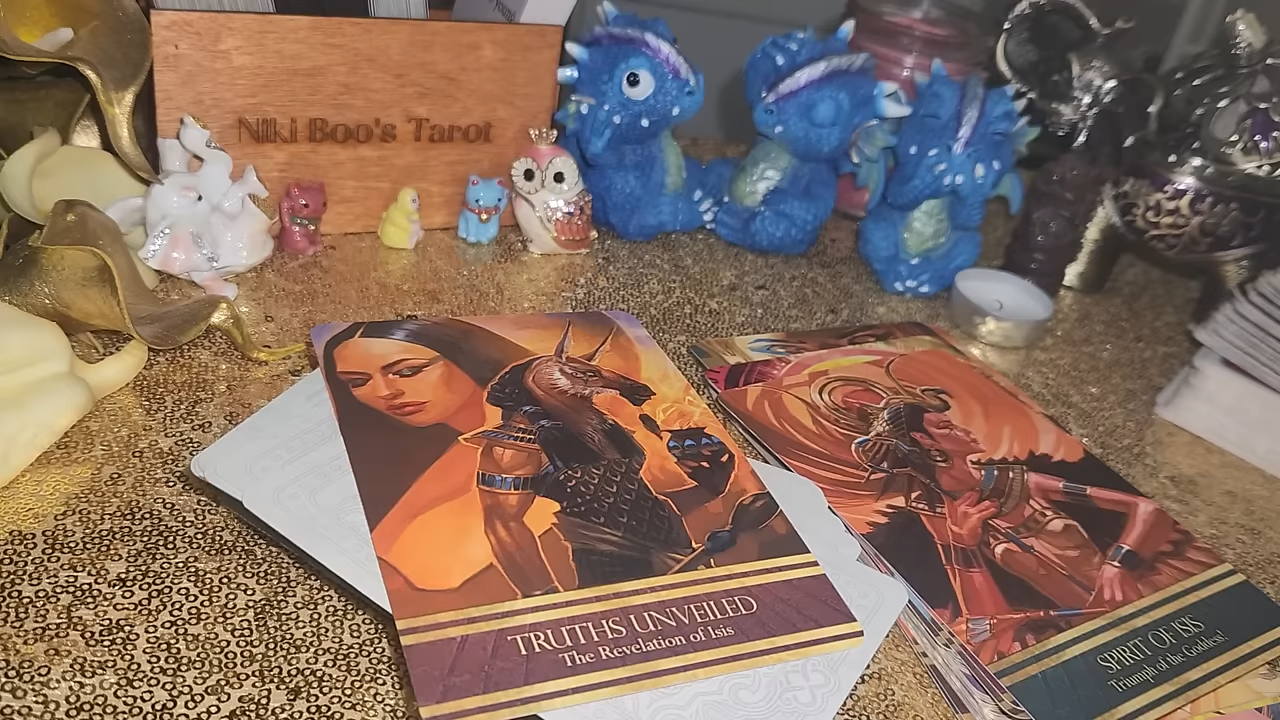 Niki Boo's Tarot
TRUTHS UNVEILED
The Revelation of Isis
SPIRIT OF ISIS
Triumph of the Goddess!